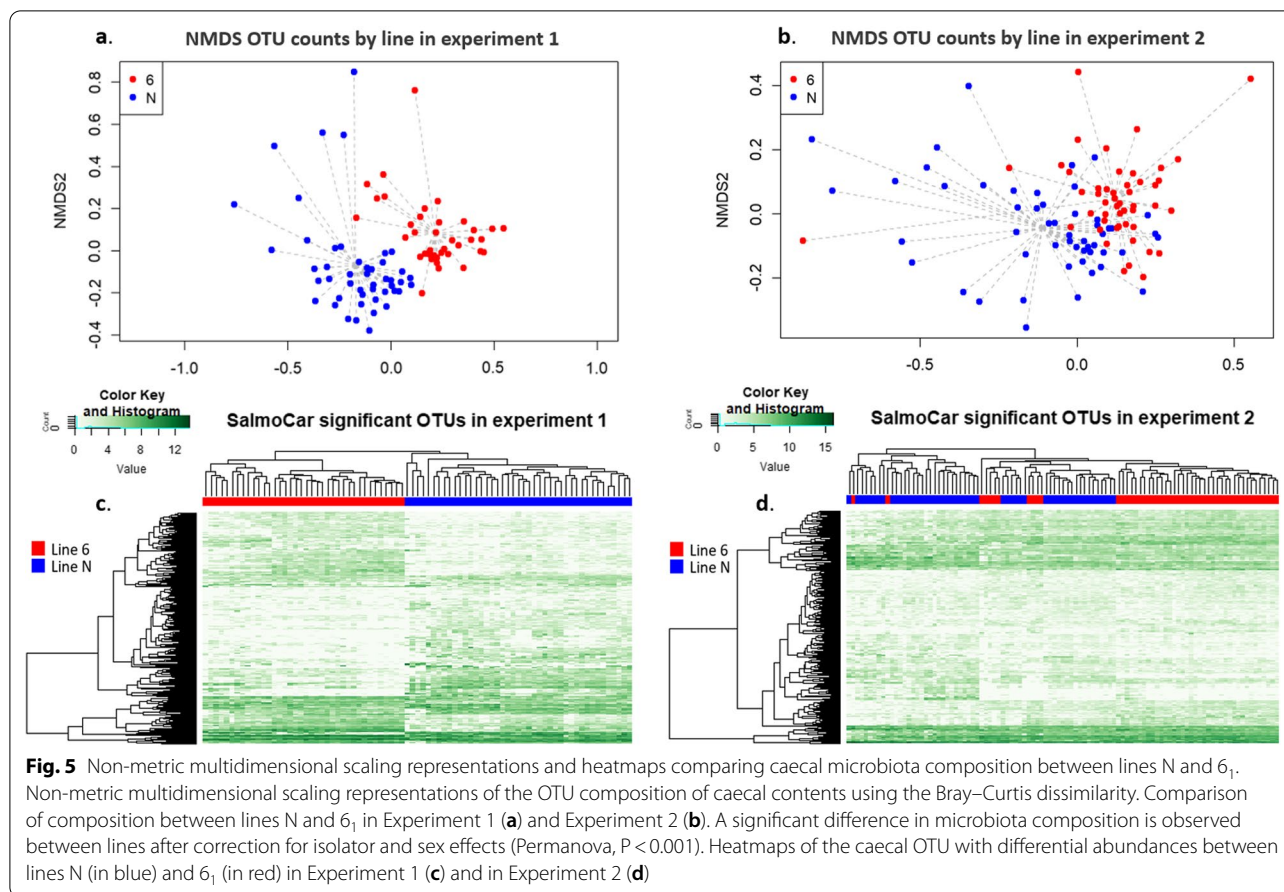 a.
NMDS OTU counts by line in experiment 1
6
N
NMDS2
0.8
0.6
0.4
0.2
0.0
-0.2
-0.4
-1.0 -0.5 0.0 0.5 1.0
b.
NMDS OTU counts by line in experiment 2
6
N
NMDS2
0.4
0.2
0.0
-0.2
-0.5 0.0 0.5
Color Key
and Histogram
Count
0
0 4 8 12
Value
SalmoCar significant OTUs in experiment 1
c.
Line 6
Line N
Color Key
and Histogram
Count
0
0 5 10 15
Value
SalmoCar significant OTUs in experiment 2
d.
Line 6
Line N
Fig. 5 Non-metric multidimensional scaling representations and heatmaps comparing caecal microbiota composition between lines N and 6₁.
Non-metric multidimensional scaling representations of the OTU composition of caecal contents using the Bray–Curtis dissimilarity. Comparison
of composition between lines N and 6₁ in Experiment 1 (a) and Experiment 2 (b). A significant difference in microbiota composition is observed
between lines after correction for isolator and sex effects (Permanova, P < 0.001). Heatmaps of the caecal OTU with differential abundances between
lines N (in blue) and 6₁ (in red) in Experiment 1 (c) and in Experiment 2 (d)